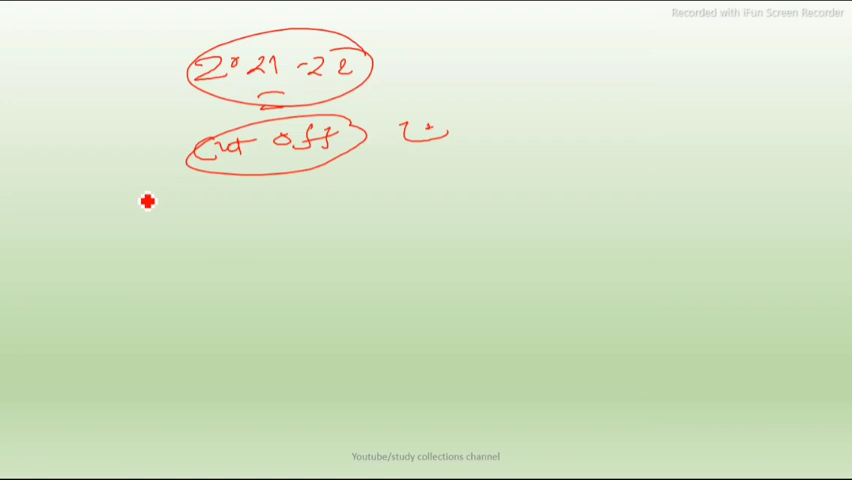 Recorded with iFun Screen Recorder
2021-22
Cut off
Youtube/study collections channel